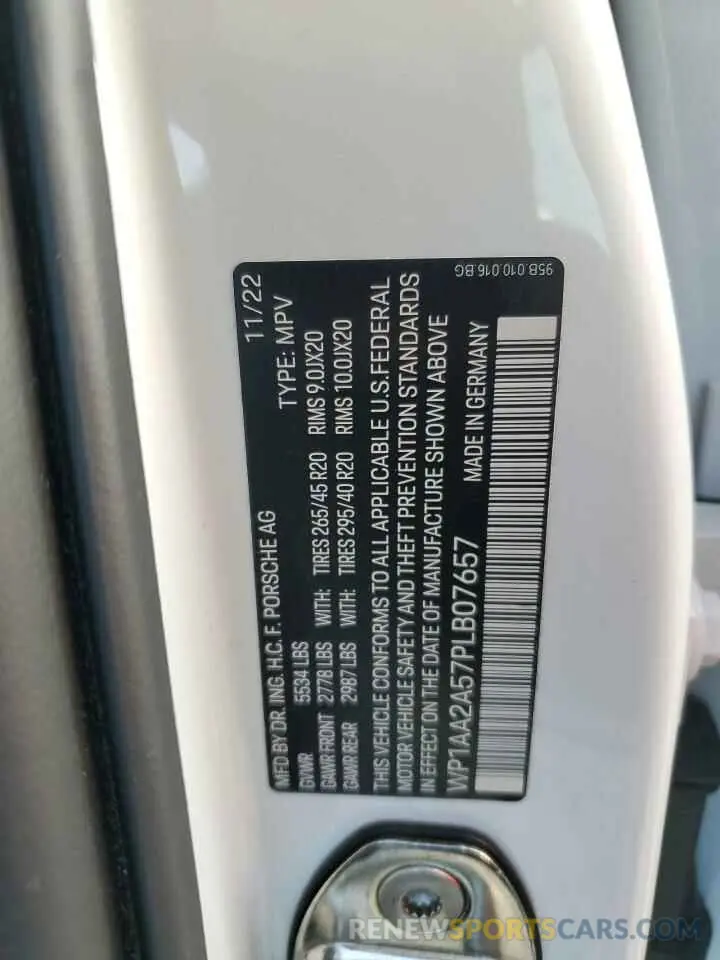 MFD BY DR. ING. H.C. F. PORSCHE AG 11/22
GVWR 5534 LBS TYPE: MPV
GAWR FRONT 2778 LBS WITH: TIRES 265/45 R20 RIMS 9.0JX20
GAWR REAR 2987 LBS WITH: TIRES 295/40 R20 RIMS 10.0JX20
THIS VEHICLE CONFORMS TO ALL APPLICABLE U.S. FEDERAL
MOTOR VEHICLE SAFETY AND THEFT PREVENTION STANDARDS
IN EFFECT ON THE DATE OF MANUFACTURE SHOWN ABOVE
WP1AA2A57PLB07657 MADE IN GERMANY
95B.010.016.BG
RENEWSPORTSCARS.COM